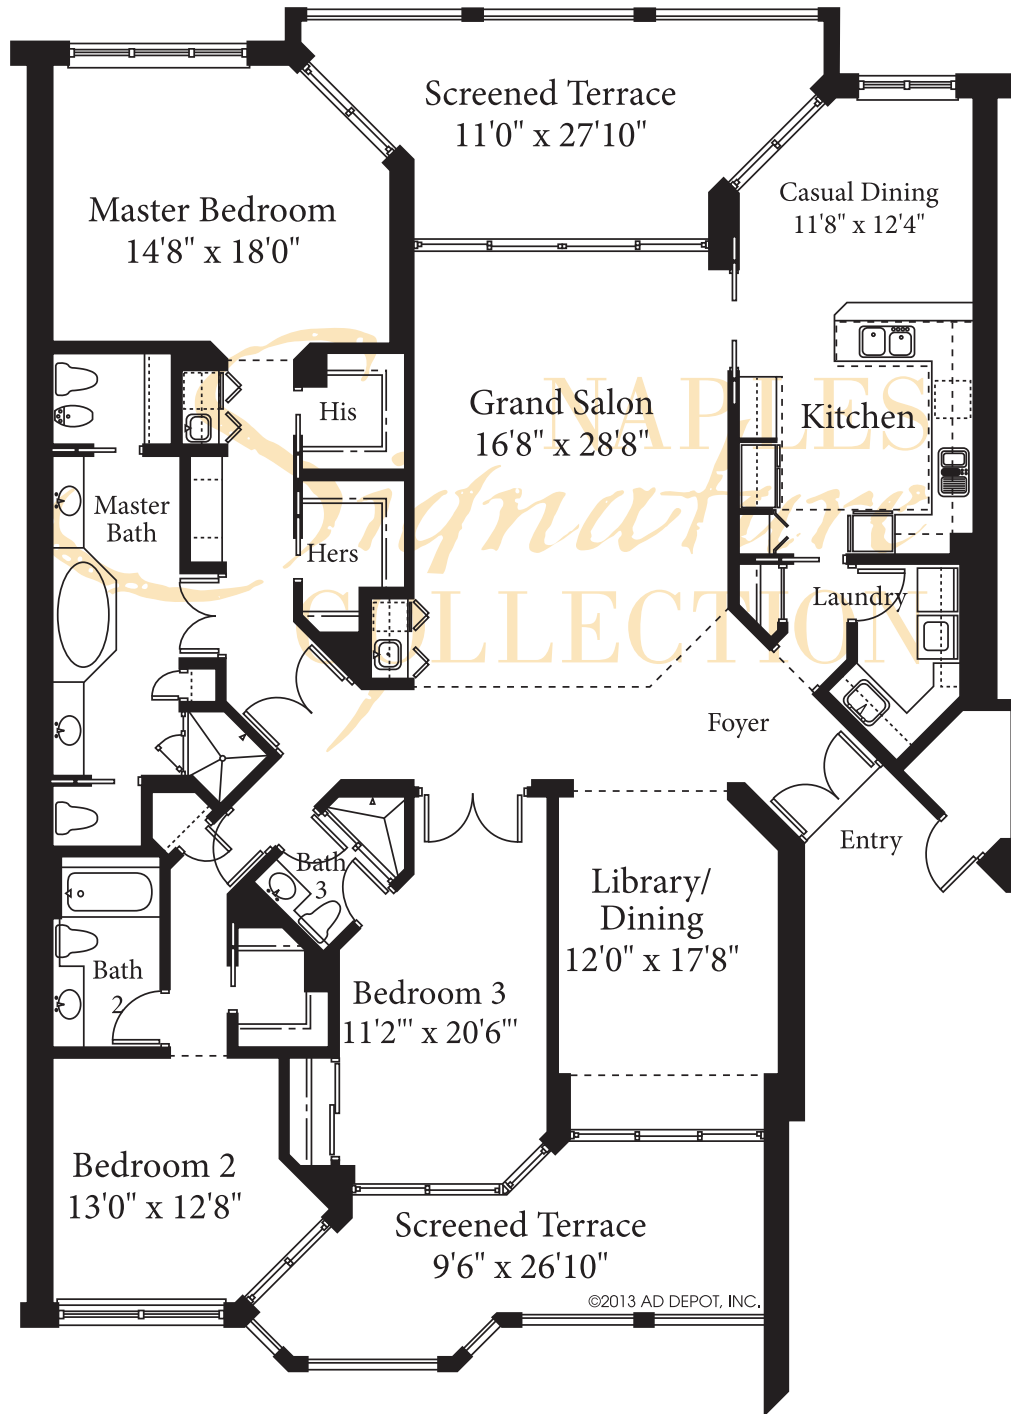 Screened Terrace
11'0" x 27'10"
Casual Dining
11'8" x 12'4"
Master Bedroom
14'8" x 18'0"
His
Grand Salon
16'8" x 28'8"
Kitchen
NAPLES
Signature
COLLECTION
Master
Bath
Hers
Laundry
Foyer
Entry
Bath
3
Library/
Dining
12'0" x 17'8"
Bath
2
Bedroom 3
11'2'" x 20'6'"
Bedroom 2
13'0" x 12'8"
Screened Terrace
9'6" x 26'10"
©2013 AD DEPOT, INC.